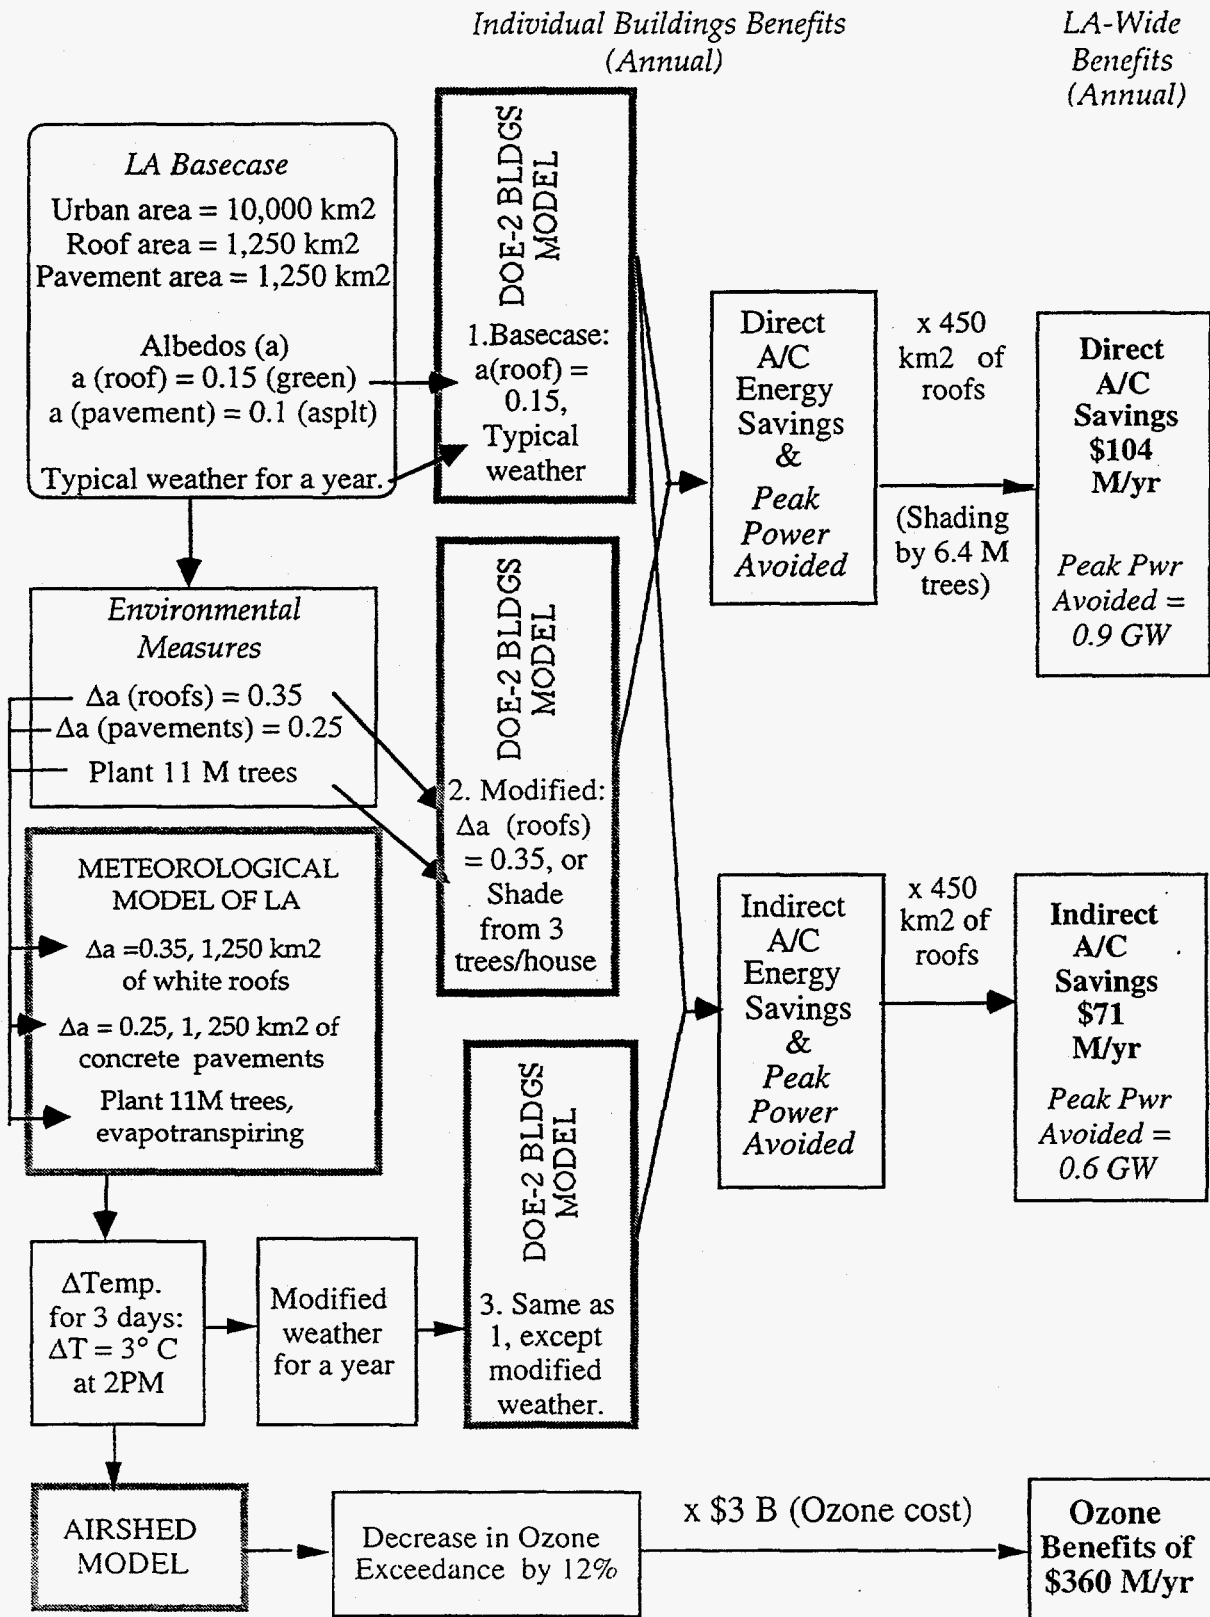 Individual Buildings Benefits
(Annual)
LA-Wide
Benefits
(Annual)
LA Basecase
Urban area = 10,000 km2
Roof area = 1,250 km2
Pavement area = 1,250 km2
Albedos (a)
a (roof) = 0.15 (green)
a (pavement) = 0.1 (asplt)
Typical weather for a year.
DOE-2 BLDGS
MODEL
1.Basecase:
a(roof) =
0.15,
Typical
weather
Direct
A/C
Energy
Savings
&
Peak
Power
Avoided
x 450
km2 of
roofs
(Shading
by 6.4 M
trees)
Direct
A/C
Savings
$104
M/yr
Peak Pwr
Avoided =
0.9 GW
Environmental
Measures
Δa (roofs) = 0.35
Δa (pavements) = 0.25
Plant 11 M trees
DOE-2 BLDGS
MODEL
2. Modified:
Δa (roofs)
= 0.35, or
Shade
from 3
trees/house
METEOROLOGICAL
MODEL OF LA
Δa =0.35, 1,250 km2
of white roofs
Δa = 0.25, 1, 250 km2 of
concrete pavements
Plant 11M trees,
evapotranspiring
Indirect
A/C
Energy
Savings
&
Peak
Power
Avoided
x 450
km2 of
roofs
Indirect
A/C
Savings
$71
M/yr
Peak Pwr
Avoided =
0.6 GW
DOE-2 BLDGS
MODEL
3. Same as
1, except
modified
weather.
ΔTemp.
for 3 days:
ΔT = 3° C
at 2PM
Modified
weather
for a year
AIRSHED
MODEL
Decrease in Ozone
Exceedance by 12%
x $3 B (Ozone cost)
Ozone
Benefits of
$360 M/yr